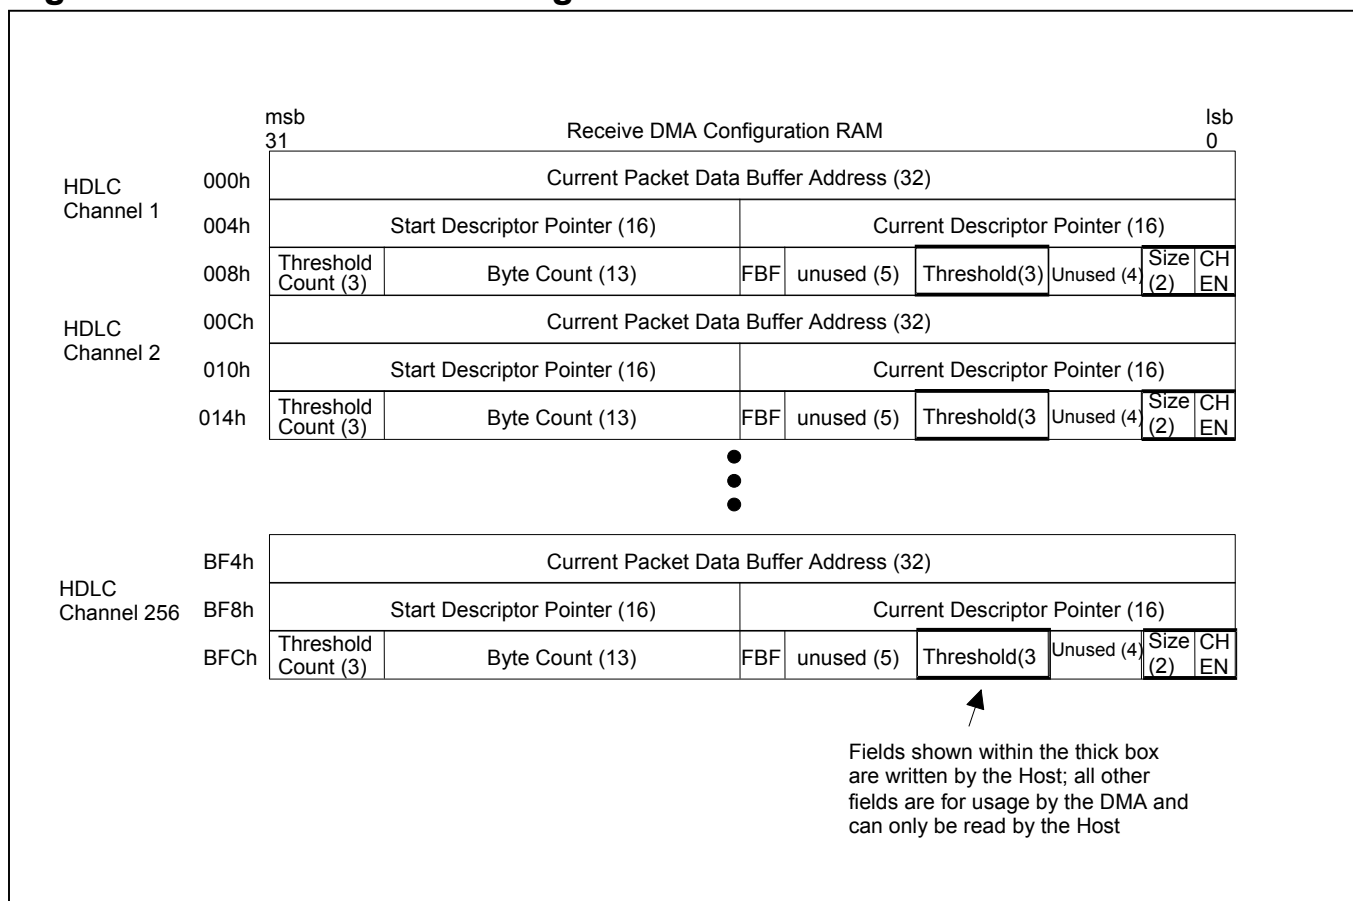 msb
31
Receive DMA Configuration RAM
lsb
0
HDLC
Channel 1
000h
Current Packet Data Buffer Address (32)
004h
Start Descriptor Pointer (16)
Current Descriptor Pointer (16)
008h
Threshold
Count (3)
Byte Count (13)
FBF
unused (5)
Threshold(3)
Unused (4)
Size
(2)
CH
EN
HDLC
Channel 2
00Ch
Current Packet Data Buffer Address (32)
010h
Start Descriptor Pointer (16)
Current Descriptor Pointer (16)
014h
Threshold
Count (3)
Byte Count (13)
FBF
unused (5)
Threshold(3
Unused (4)
Size
(2)
CH
EN
HDLC
Channel 256
BF4h
Current Packet Data Buffer Address (32)
BF8h
Start Descriptor Pointer (16)
Current Descriptor Pointer (16)
BFCh
Threshold
Count (3)
Byte Count (13)
FBF
unused (5)
Threshold(3
Unused (4)
Size
(2)
CH
EN
Fields shown within the thick box
are written by the Host; all other
fields are for usage by the DMA and
can only be read by the Host